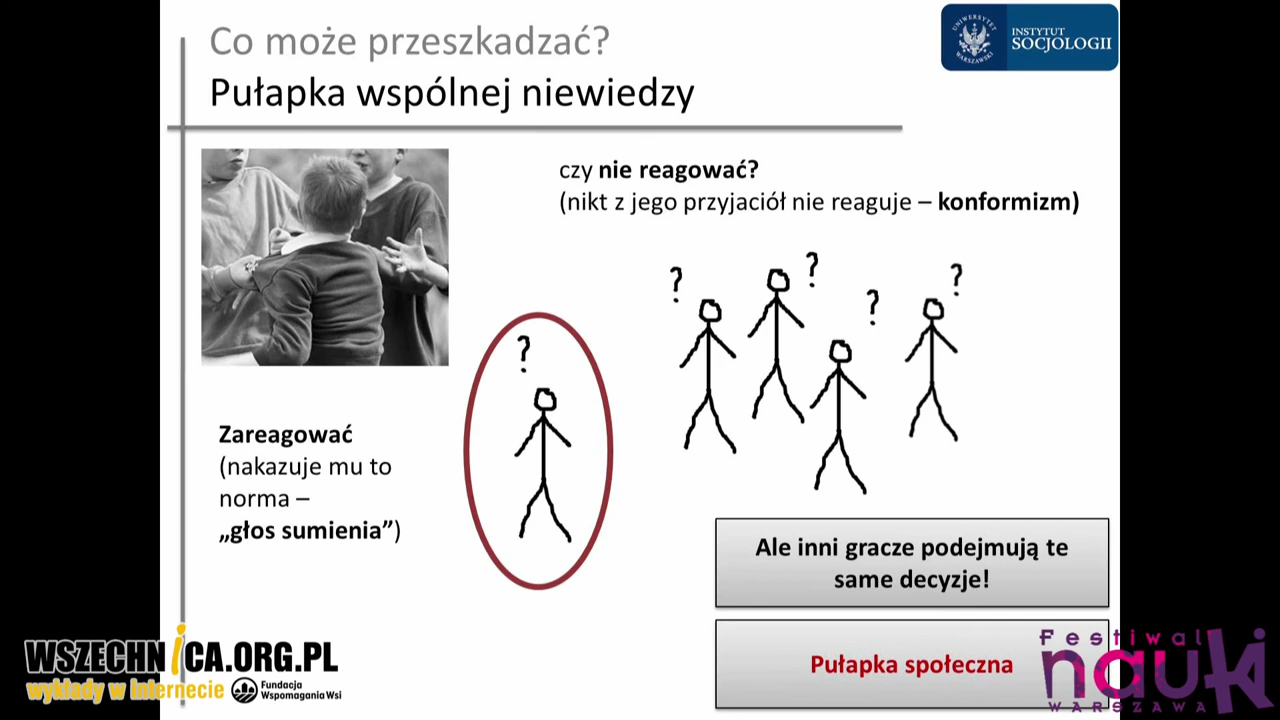 Co może przeszkadzać?
Pułapka wspólnej niewiedzy
UNIWERSYTET WARSZAWSKI
INSTYTUT
SOCJOLOGII
czy nie reagować?
(nikt z jego przyjaciół nie reaguje – konformizm)
?
?
?
?
?
Zareagować
(nakazuje mu to
norma –
„głos sumienia”)
Ale inni gracze podejmują te
same decyzje!
Pułapka społeczna
WSZECHNICA.ORG.PL
wykłady w Internecie
Fundacja
Wspomagania Wsi
Festiwal
nauki
WARSZAWA